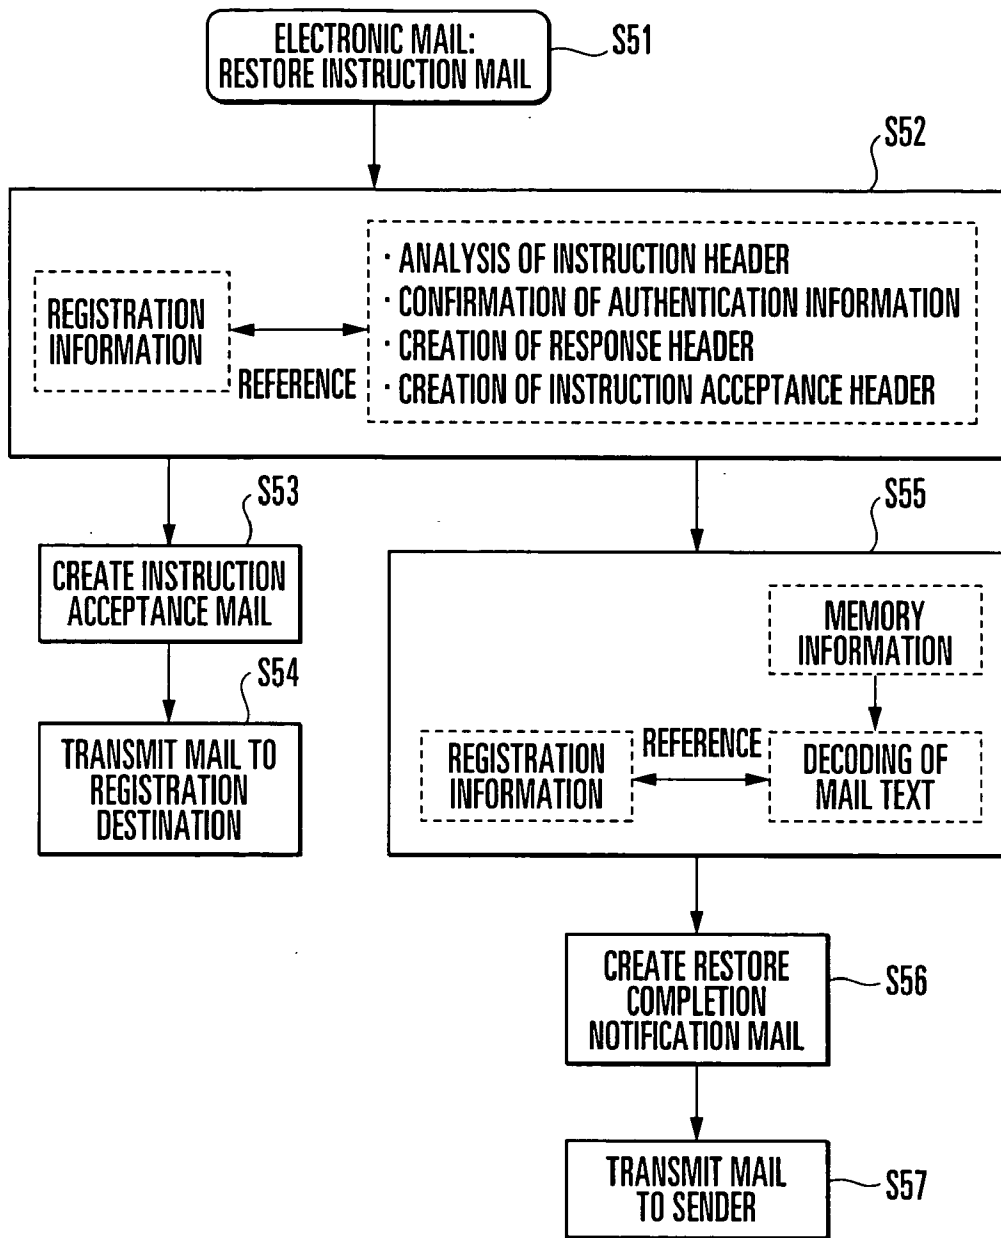 ELECTRONIC MAIL:
RESTORE INSTRUCTION MAIL
S51
S52
REGISTRATION
INFORMATION
REFERENCE
· ANALYSIS OF INSTRUCTION HEADER
· CONFIRMATION OF AUTHENTICATION INFORMATION
· CREATION OF RESPONSE HEADER
· CREATION OF INSTRUCTION ACCEPTANCE HEADER
S53
CREATE INSTRUCTION
ACCEPTANCE MAIL
S54
TRANSMIT MAIL TO
REGISTRATION
DESTINATION
S55
MEMORY
INFORMATION
REGISTRATION
INFORMATION
REFERENCE
DECODING OF
MAIL TEXT
CREATE RESTORE
COMPLETION
NOTIFICATION MAIL
S56
TRANSMIT MAIL
TO SENDER
S57